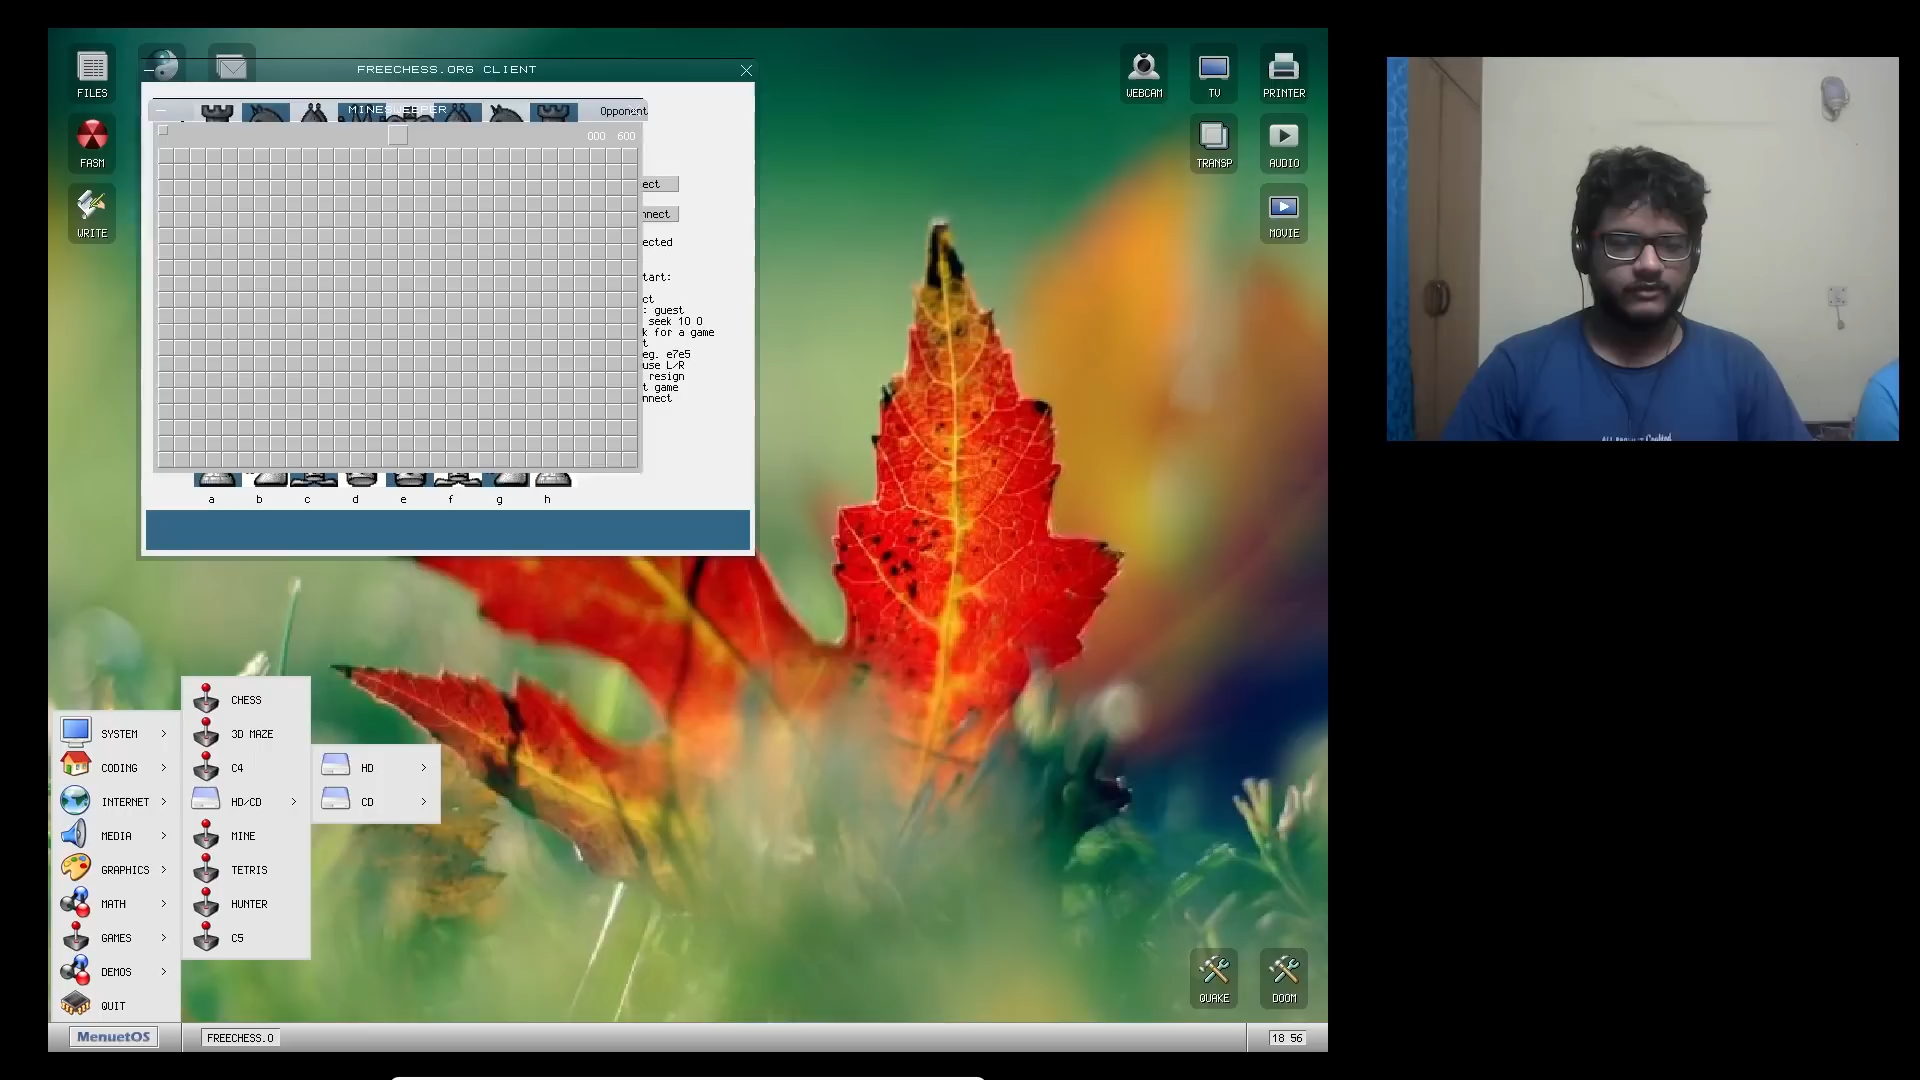 FILES
FASM
WRITE
WEBCAM
TV
PRINTER
TRANSP
AUDIO
MOVIE
FREECHESS.ORG CLIENT
MINESWEEPER
Opponent
000 600
ect
nnect
ected
tart:
ct
: guest
seek 10 0
k for a game
t
eg. e7e5
use L/R
resign
t game
nnect
a b c d e f g h
SYSTEM >
CODING >
INTERNET >
MEDIA >
GRAPHICS >
MATH >
GAMES >
DEMOS >
QUIT
CHESS
3D MAZE
C4
HD/CD >
MINE
TETRIS
HUNTER
C5
HD >
CD >
QUAKE
DOOM
MenuetOS
FREECHESS.O
18 56